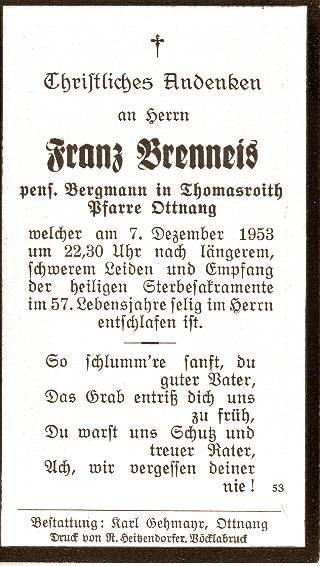 Christliches Andenken
an Herrn
Franz Brenneis
pens. Bergmann in Thomasroith
Pfarre Ottnang
welcher am 7. Dezember 1953
um 22,30 Uhr nach längerem,
schwerem Leiden und Empfang
der heiligen Sterbesakramente
im 57. Lebensjahre selig im Herrn
entschlafen ist.
So schlumm're sanft, du
guter Vater,
Das Grab entriß dich uns
zu früh,
Du warst uns Schutz und
treuer Rater,
Ach, wir vergessen deiner
nie! 53
Bestattung: Karl Gehmayr, Ottnang
Druck von R. Heitzendorfer, Vöcklabruck